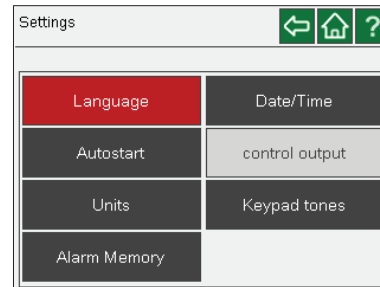 Settings
?
Language
Date/Time
Autostart
control output
Units
Keypad tones
Alarm Memory